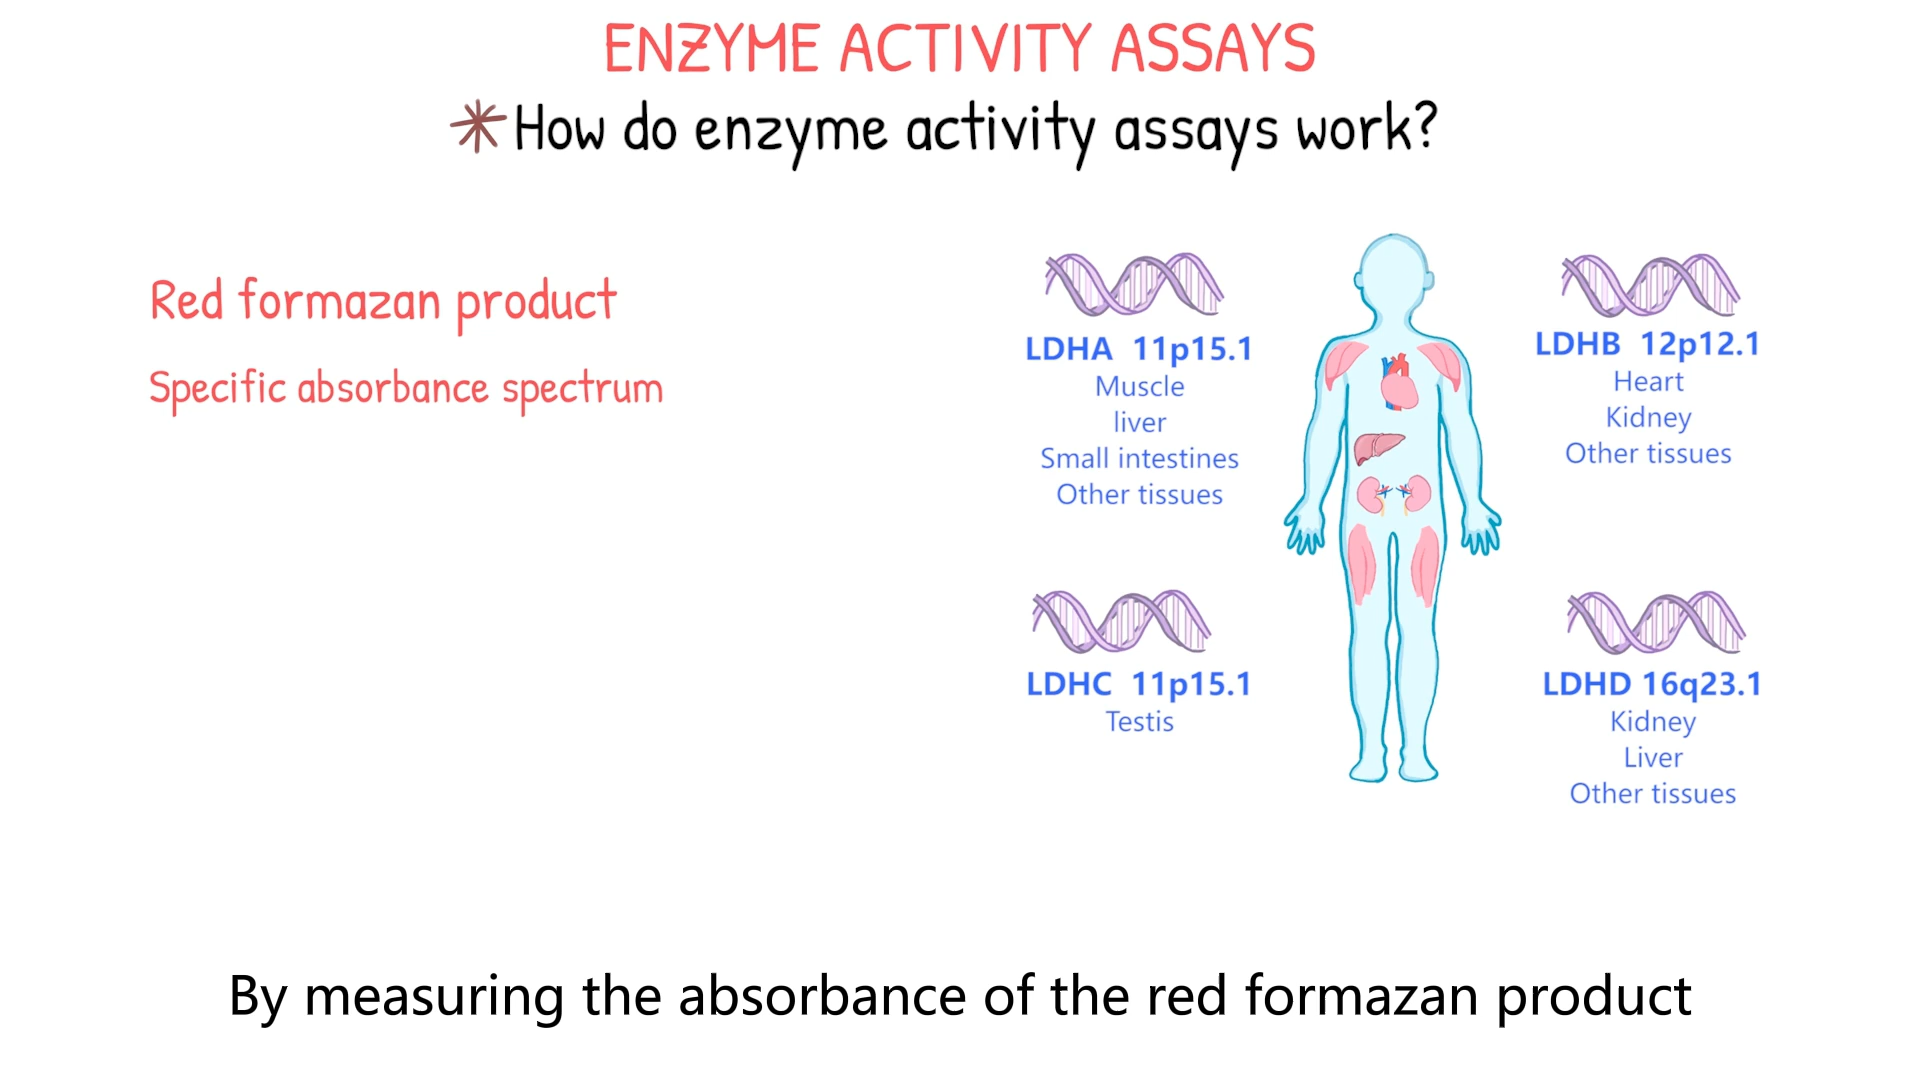 ENZYME ACTIVITY ASSAYS
*How do enzyme activity assays work?
Red formazan product
Specific absorbance spectrum
LDHA 11p15.1
Muscle
liver
Small intestines
Other tissues
LDHB 12p12.1
Heart
Kidney
Other tissues
LDHC 11p15.1
Testis
LDHD 16q23.1
Kidney
Liver
Other tissues
By measuring the absorbance of the red formazan product